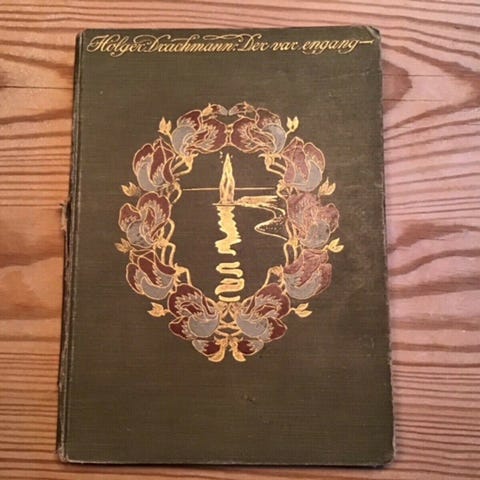 Holger Drachmann: Der var engang—